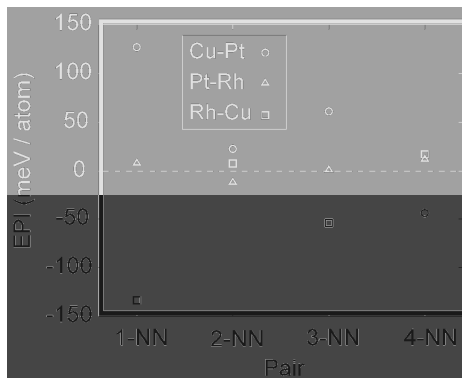 150
100
50
0
-50
-100
-150
EPI (meV / atom)
Cu-Pt
Pt-Rh
Rh-Cu
1-NN
2-NN
3-NN
4-NN
Pair